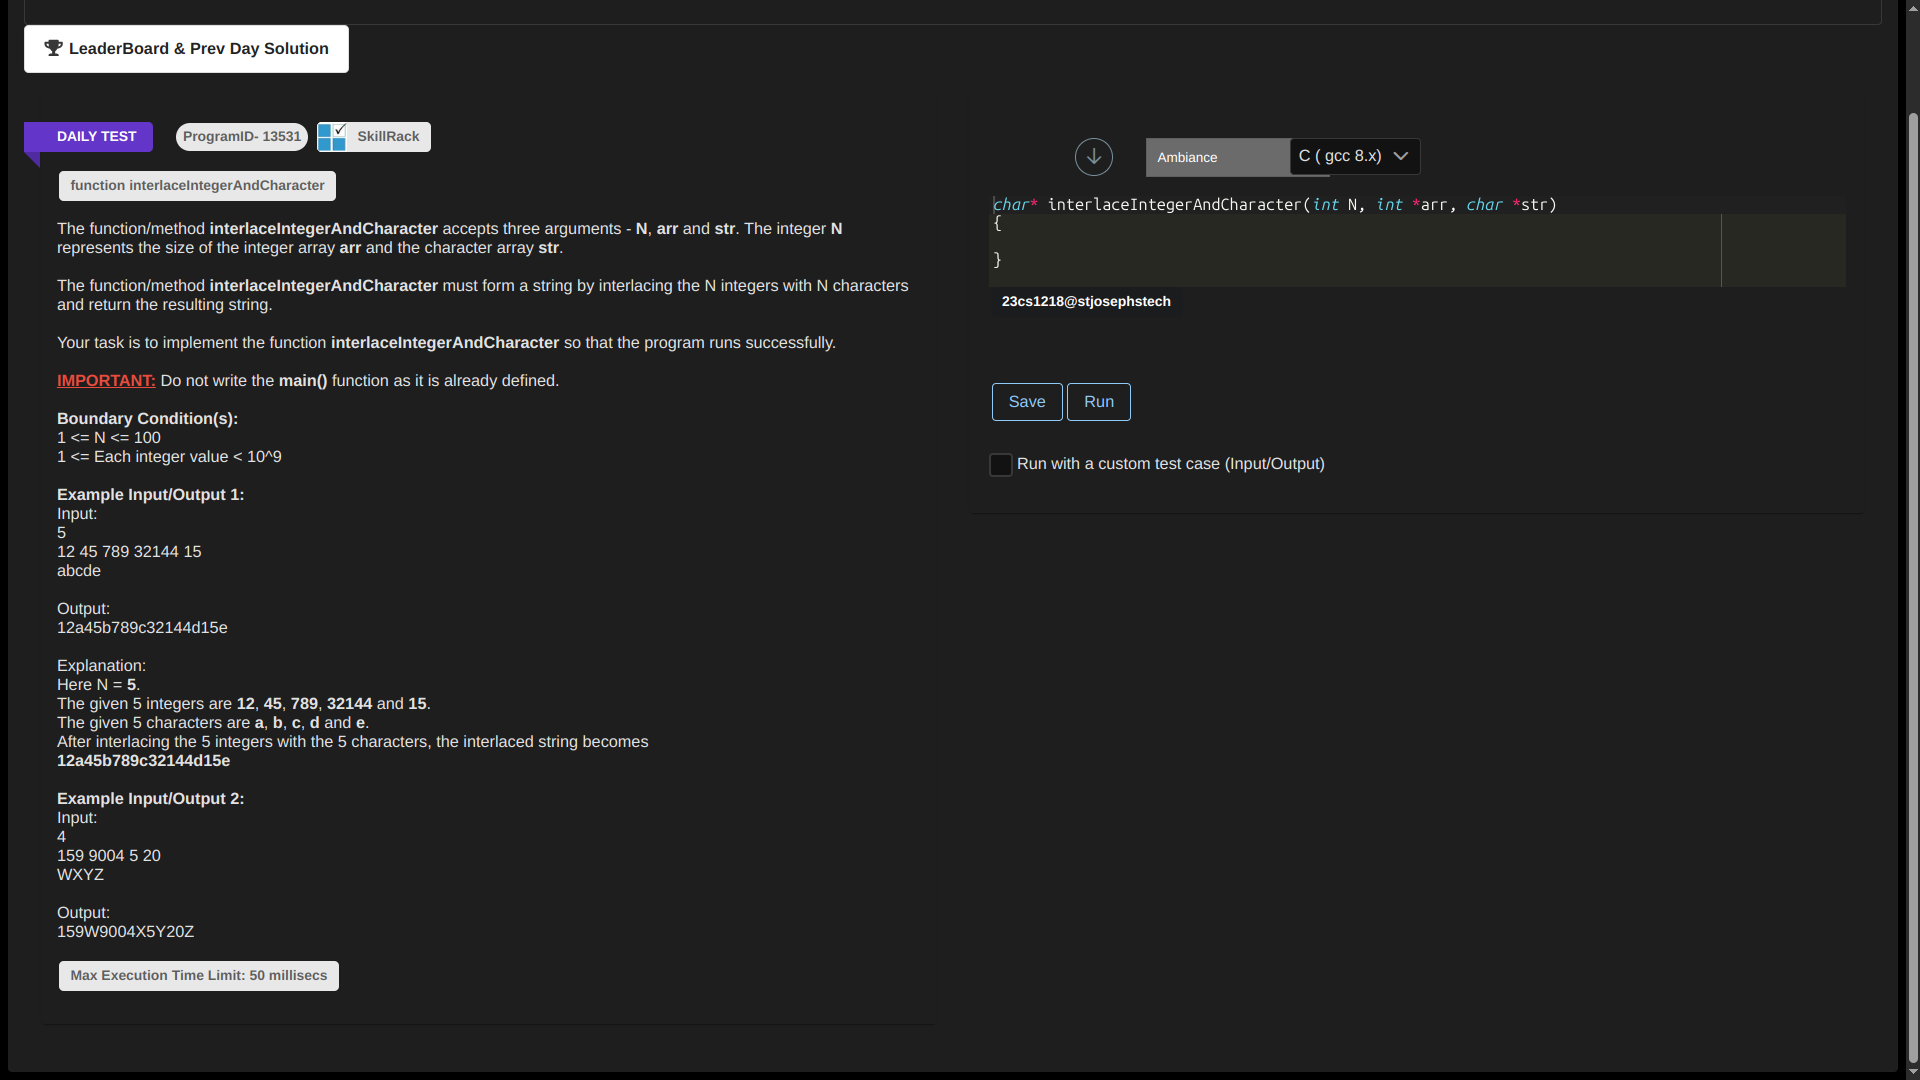 LeaderBoard & Prev Day Solution
DAILY TEST
ProgramID- 13531
SkillRack
function interlaceIntegerAndCharacter
The function/method interlaceIntegerAndCharacter accepts three arguments - N, arr and str. The integer N
represents the size of the integer array arr and the character array str.
The function/method interlaceIntegerAndCharacter must form a string by interlacing the N integers with N characters
and return the resulting string.
Your task is to implement the function interlaceIntegerAndCharacter so that the program runs successfully.
IMPORTANT: Do not write the main() function as it is already defined.
Boundary Condition(s):
1 <= N <= 100
1 <= Each integer value < 10^9
Example Input/Output 1:
Input:
5
12 45 789 32144 15
abcde
Output:
12a45b789c32144d15e
Explanation:
Here N = 5.
The given 5 integers are 12, 45, 789, 32144 and 15.
The given 5 characters are a, b, c, d and e.
After interlacing the 5 integers with the 5 characters, the interlaced string becomes
12a45b789c32144d15e
Example Input/Output 2:
Input:
4
159 9004 5 20
WXYZ
Output:
159W9004X5Y20Z
Max Execution Time Limit: 50 millisecs
Ambiance
C ( gcc 8.x)
char* interlaceIntegerAndCharacter(int N, int *arr, char *str)
{
}
23cs1218@stjosephstech
Save
Run
Run with a custom test case (Input/Output)